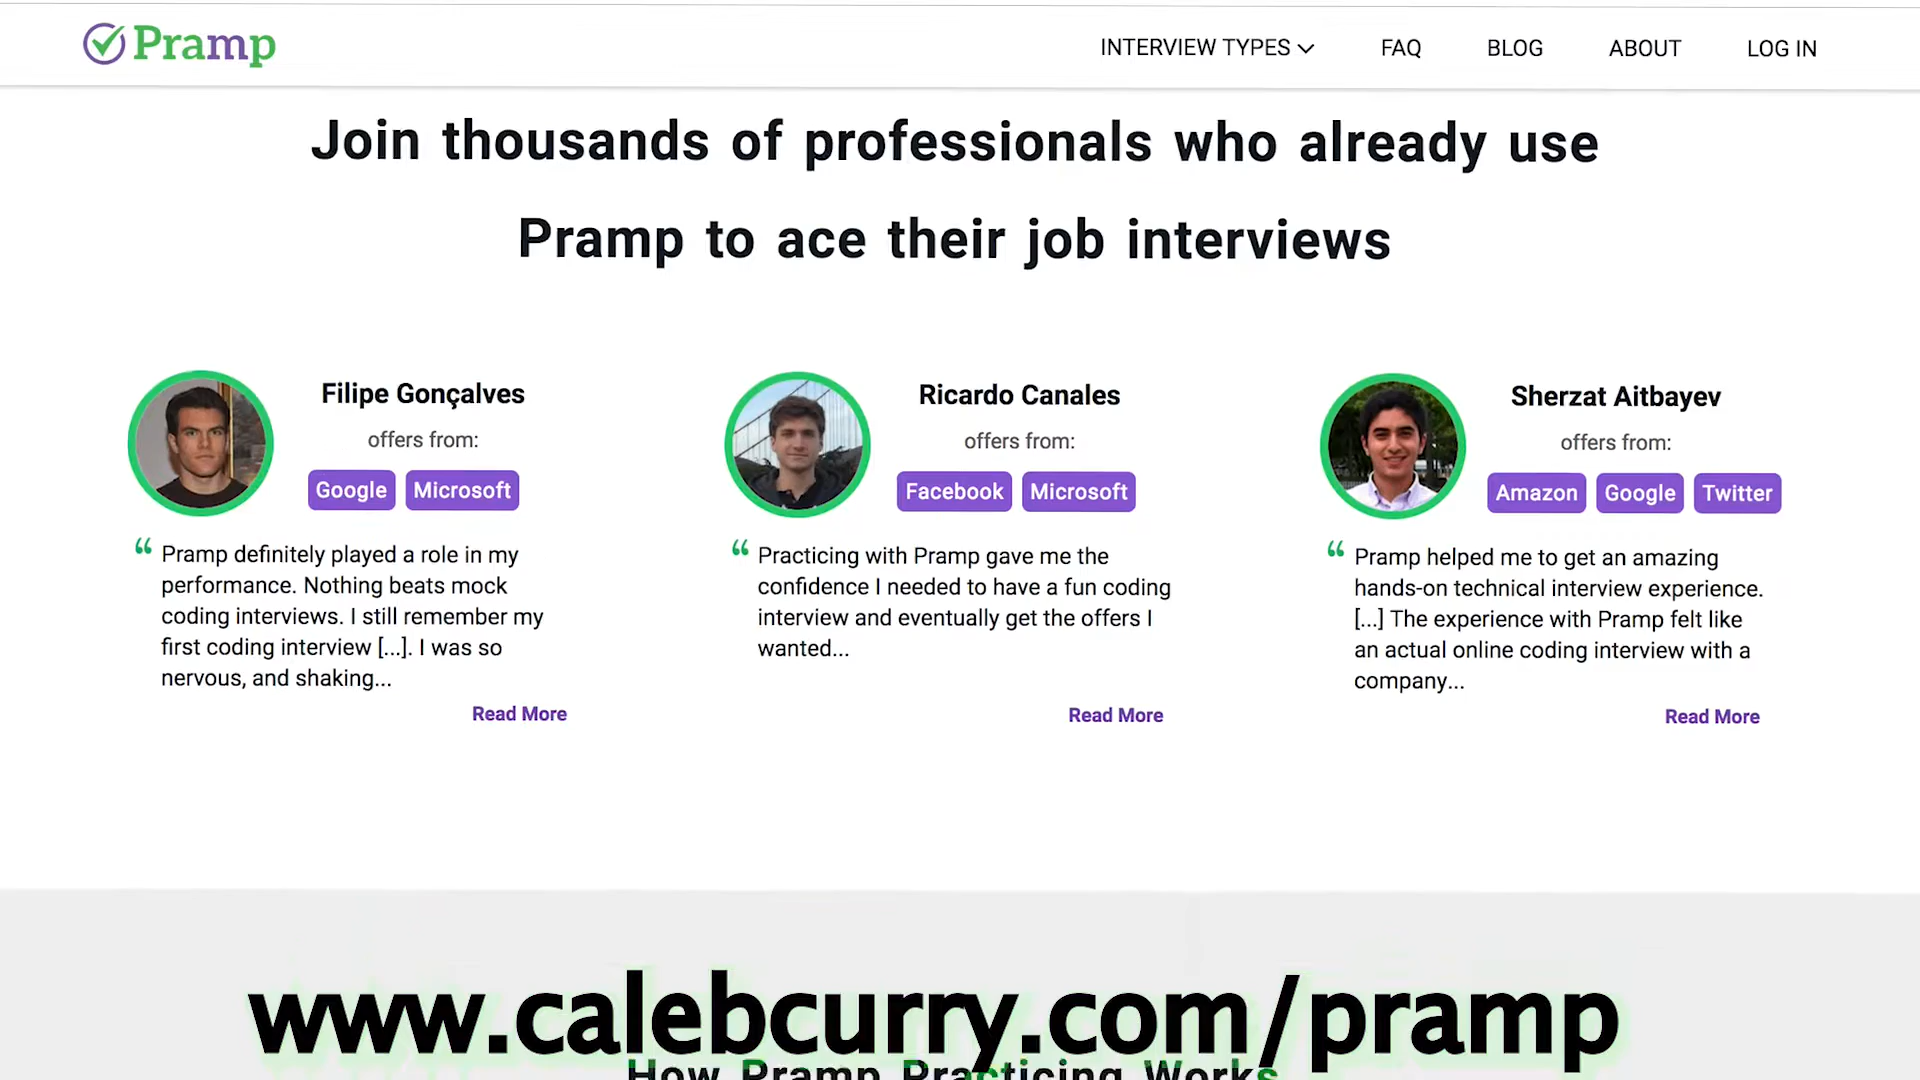 Pramp
INTERVIEW TYPES
FAQ
BLOG
ABOUT
LOG IN
Join thousands of professionals who already use
Pramp to ace their job interviews
Filipe Gonçalves
offers from:
Google Microsoft
“ Pramp definitely played a role in my
performance. Nothing beats mock
coding interviews. I still remember my
first coding interview [...]. I was so
nervous, and shaking...
Read More
Ricardo Canales
offers from:
Facebook Microsoft
“ Practicing with Pramp gave me the
confidence I needed to have a fun coding
interview and eventually get the offers I
wanted...
Read More
Sherzat Aitbayev
offers from:
Amazon Google Twitter
“ Pramp helped me to get an amazing
hands-on technical interview experience.
[...] The experience with Pramp felt like
an actual online coding interview with a
company...
Read More
www.calebcurry.com/pramp
How Pramp Practicing Works